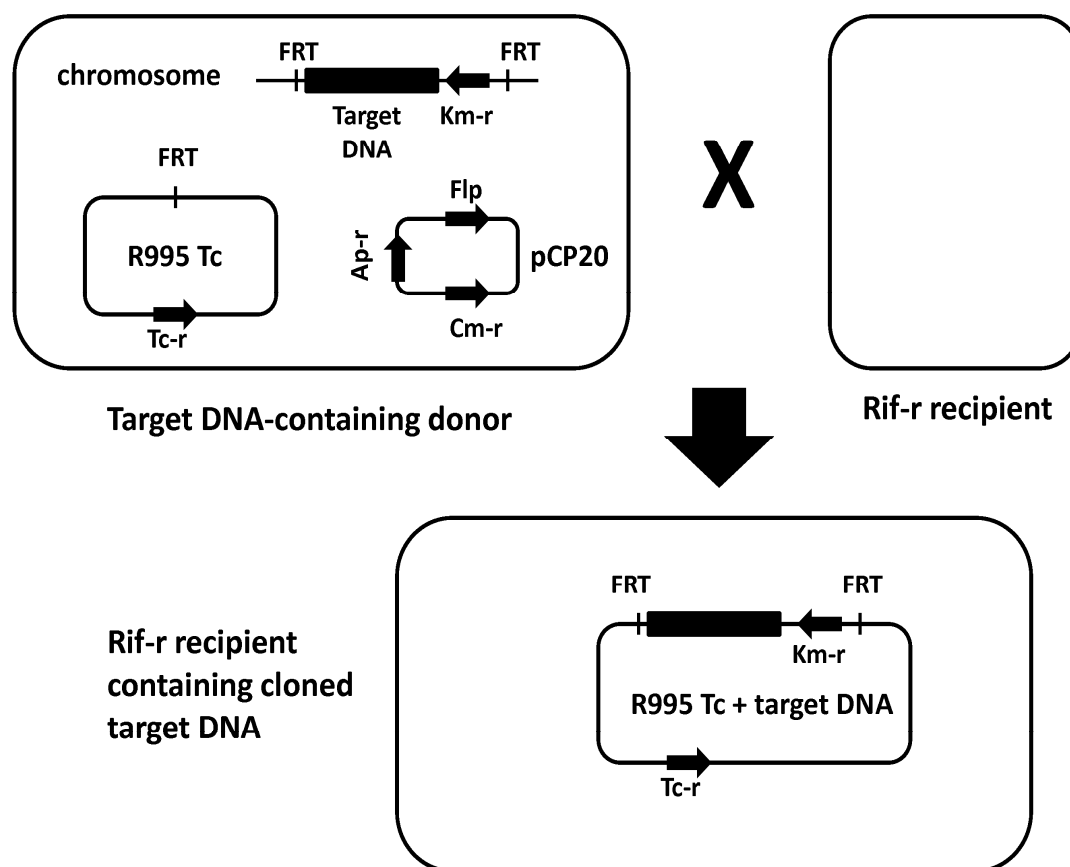 FRT
FRT
chromosome
Target
DNA
Km-r
FRT
R995 Tc
Tc-r
Flp
Ap-r
pCP20
Cm-r
X
Target DNA-containing donor
Rif-r recipient
FRT
FRT
Km-r
R995 Tc + target DNA
Tc-r
Rif-r recipient
containing cloned
target DNA